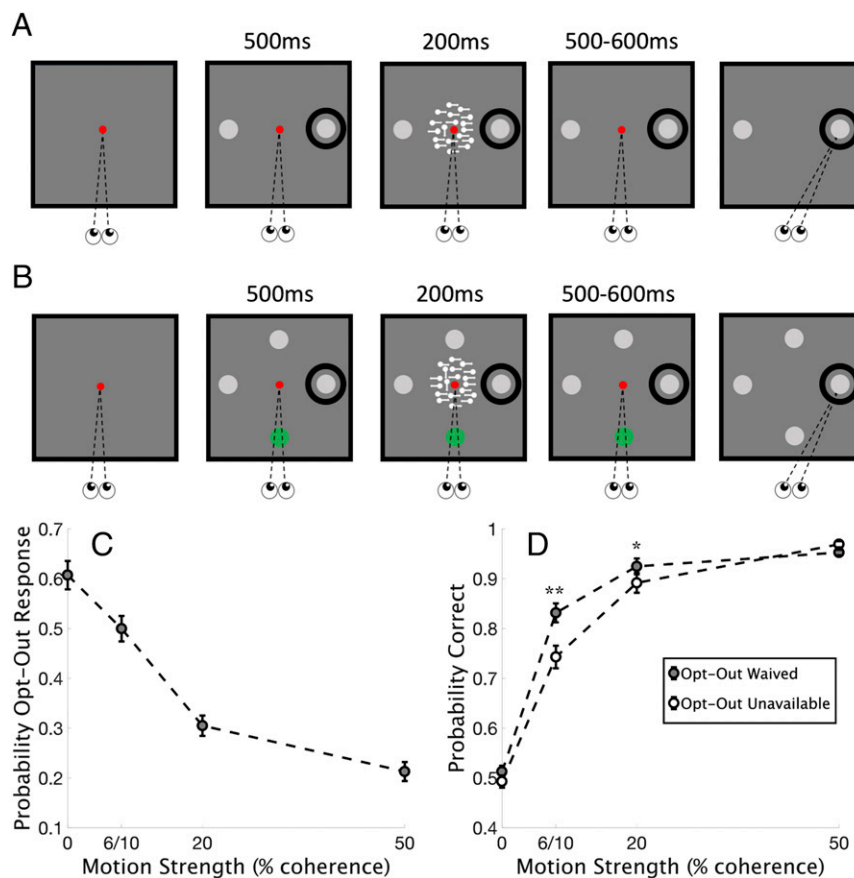 A
500ms 200ms 500-600ms
B
500ms 200ms 500-600ms
C
Probability Opt-Out Response
0.7
0.6
0.5
0.4
0.3
0.2
0.1
0 6/10 20 50
Motion Strength (% coherence)
D
Probability Correct
1
0.9
0.8
0.7
0.6
0.5
0.4
** *
Opt-Out Waived
Opt-Out Unavailable
0 6/10 20 50
Motion Strength (% coherence)